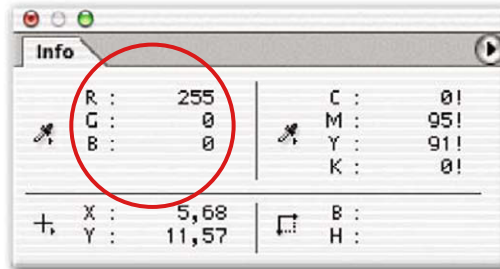 Info
R : 255
G : 0
B : 0
C : 0!
M : 95!
Y : 91!
K : 0!
X : 5,68
Y : 11,57
B :
H :